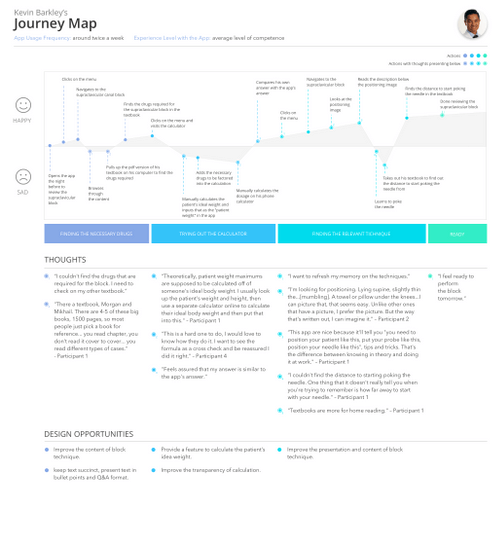 Kevin Barkley's
Journey Map
App Usage Frequency: around twice a week Experience Level with the App: average level of competence
Actions
Actions with thoughts presenting below
HAPPY
SAD
Clicks on the menu
Navigates to the
supraclavicular canal block
Finds the drugs required
for the supraclavicular in the
textbook
Clicks on the menu and
visits the calculator
Compares his own
answer with the app's
answer
Clicks on
the menu
Navigates to the
supraclavicular block
Looks at the
positioning
image
Reads the description below
the positioning image
Finds the distance to start poking
the needle in the textbook
Done reviewing the
supraclavicular block
Opens the app
the night
before to
review the
supraclavicular
block
Browses
through
the content
Pulls up the pdf version of his
textbook on his computer to find the
drugs required
Adds the necessary
drugs to be factored
into the calculation
Manually calculates the
patient's ideal weight and
inputs that as the "patient
weight" in the app
Manually calculates the
dosage on his phone
calculator
Takes out his textbook to find out
the distance to start poking the
needle from
Learns to poke
the needle
FINDING THE NECESSARY DRUGS
TRYING OUT THE CALCULATOR
FINDING THE RELEVANT TECHNIQUE
READY
THOUGHTS
"I couldn't find the drugs that are
required for the block. I need to
check on my other textbook."
"There a textbook, Morgan and
Mikhail. There are 4-5 of these big
books, 1500 pages, so most
people just pick a book for
reference... you read chapter, you
don't read it cover to cover... you
read different types of cases."
- Participant 1
"Theoretically, patient weight maximums
are supposed to be calculated off of
someone's ideal body weight. I usually look
up the patient's weight and height, then
use a separate calculator online to calculate
their ideal body weight and then put that
into this." - Participant 1
"This is a hard one to do, I would love to
know how they do it. I want to see the
formula as a cross check and be reassured I
did it right." - Participant 4
"Feels assured that my answer is similar to
the app's answer."
"I want to refresh my memory on the techniques."
"I'm looking for positioning. Lying supine, slightly thin
the...[mumbling]. A towel or pillow under the knees...I
can picture that, that seems easy. Unlike other ones
that have a picture, I prefer the picture. But the way
that's written out, I can imagine it." - Participant 2
"This app are nice because it'll tell you "you need to
position your patient like this, put your probe like this,
position your needle like this", tips and tricks. That's
the difference between knowing in theory and doing
it at work." - Participant 1
"I couldn't find the distance to starting poking the
needle. One thing that it doesn't really tell you when
you're trying to remember is how far away to start
with your needle." - Participant 1
"Textbooks are more for home reading." - Participant 1
"I feel ready to
perform
the block
tomorrow."
DESIGN OPPORTUNITIES
Improve the content of block
technique.
keep text succinct, present text in
bullet points and Q&A format.
Provide a feature to calculate the patient's
idea weight.
Improve the transparency of calculation.
Improve the presentation and content of block
technique.